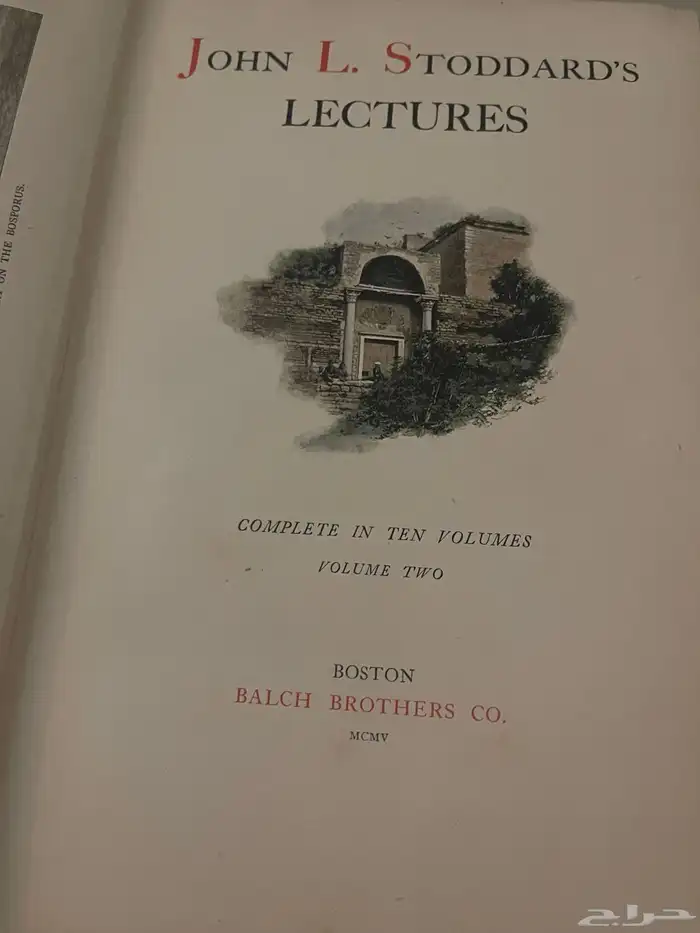 JOHN L. STODDARD'S
LECTURES
ON THE BOSPORUS.
COMPLETE IN TEN VOLUMES
VOLUME TWO
BOSTON
BALCH BROTHERS CO.
MCMV
حراج